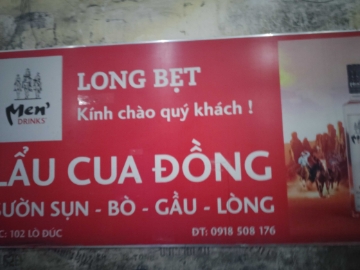 Men'
DRINKS
LONG BẸT
Kính chào quý khách !
LẨU CUA ĐỒNG
SƯỜN SỤN - BÒ - GẦU - LÒNG
C: 102 LÒ ĐÚC
ĐT: 0918 508 176